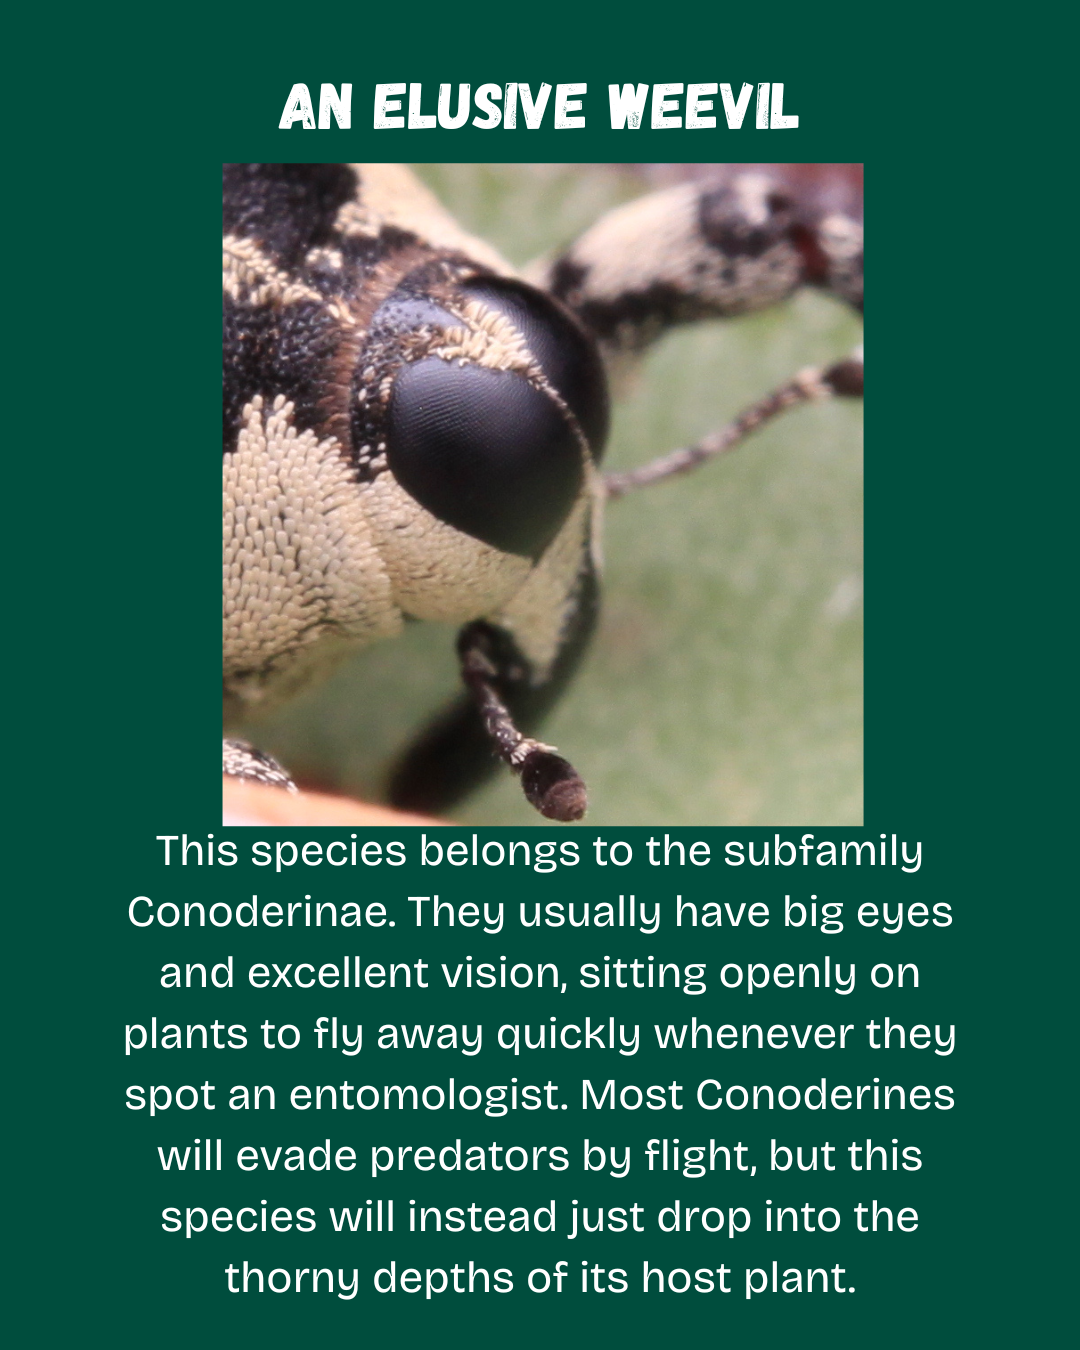 AN ELUSIVE WEEVIL
This species belongs to the subfamily
Conoderinae. They usually have big eyes
and excellent vision, sitting openly on
plants to fly away quickly whenever they
spot an entomologist. Most Conoderines
will evade predators by flight, but this
species will instead just drop into the
thorny depths of its host plant.